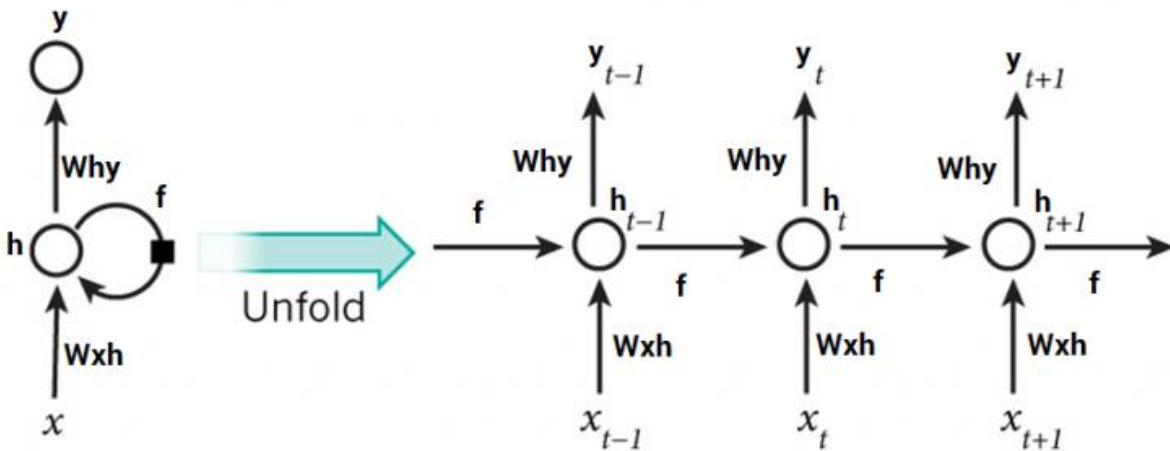 y
Why
f
h
Wxh
x
Unfold
y t−1
y t
y t+1
Why
Why
Why
f
h t−1
h t
h t+1
f
f
f
Wxh
Wxh
Wxh
x t−1
x t
x t+1